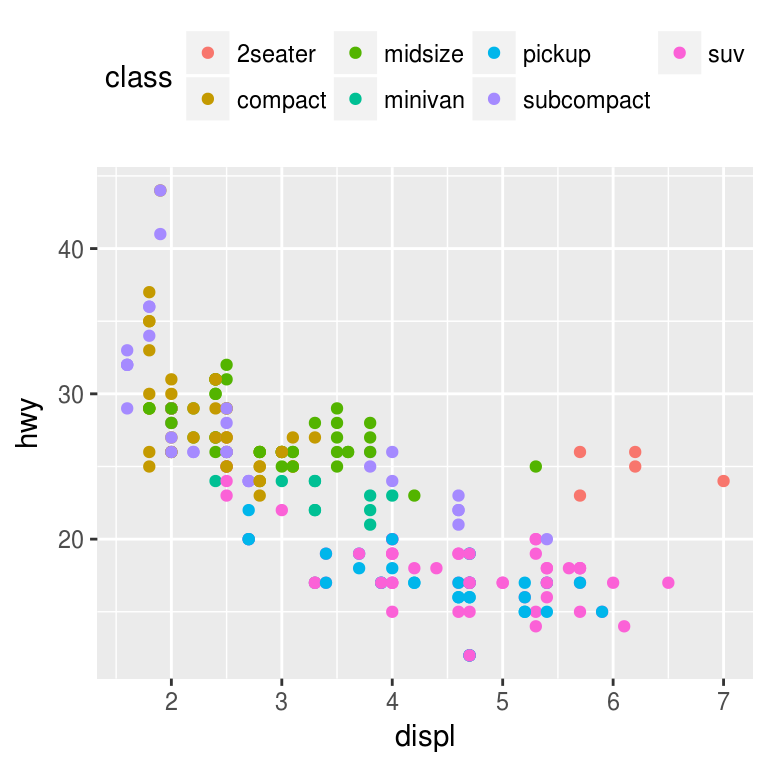 class
2seater midsize pickup suv
compact minivan subcompact
40
30
20
hwy
2 3 4 5 6 7
displ